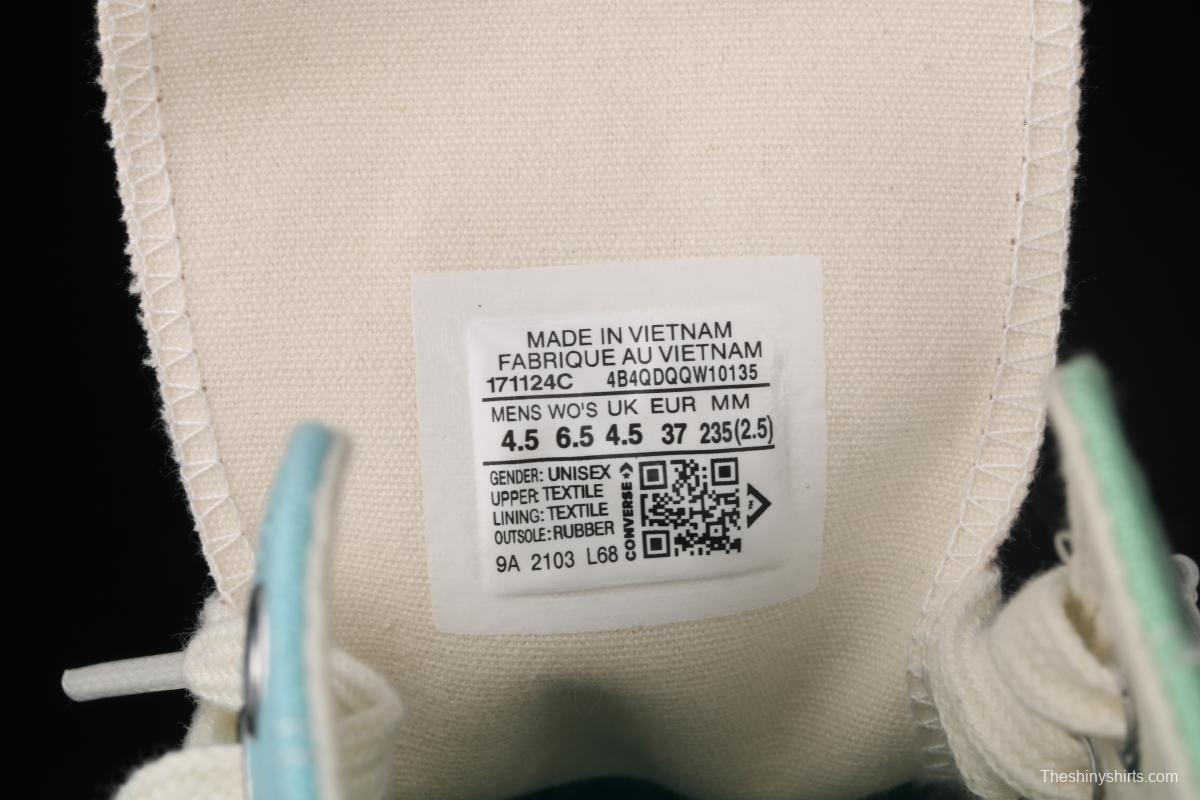 MADE IN VIETNAM
FABRIQUE AU VIETNAM
171124C 4B4QDQQW10135
MENS WO'S UK EUR MM
4.5 6.5 4.5 37 235(2.5)
GENDER: UNISEX
UPPER: TEXTILE
LINING: TEXTILE
OUTSOLE: RUBBER
9A 2103 L68
CONVERSE
TM
Theshinyshirts.com